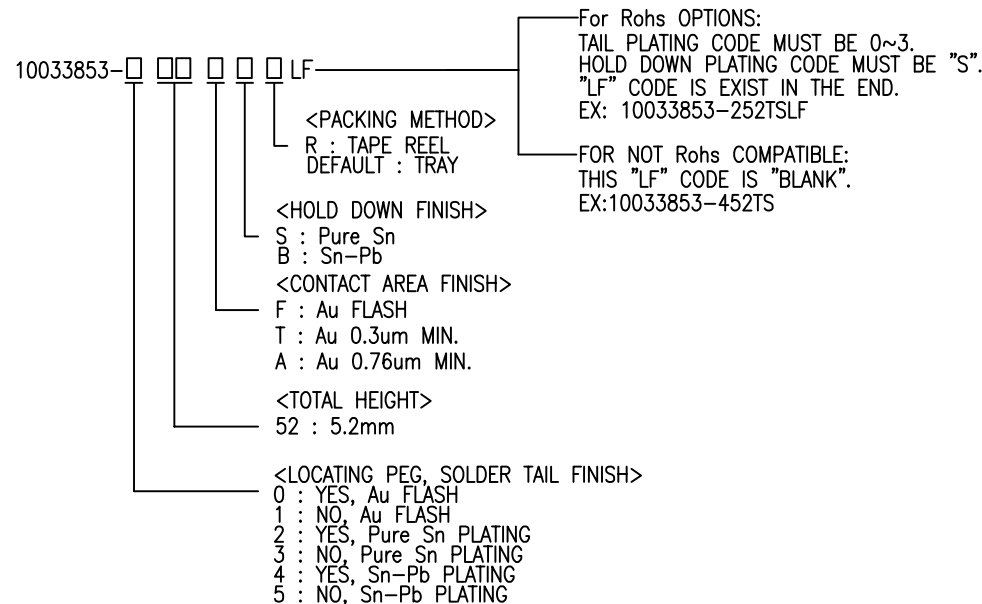 10033853-□ □□ □ □ □ LF
For Rohs OPTIONS:
TAIL PLATING CODE MUST BE 0~3.
HOLD DOWN PLATING CODE MUST BE "S".
"LF" CODE IS EXIST IN THE END.
EX: 10033853-252TSLF
FOR NOT Rohs COMPATIBLE:
THIS "LF" CODE IS "BLANK".
EX:10033853-452TS
<PACKING METHOD>
R : TAPE REEL
DEFAULT : TRAY
<HOLD DOWN FINISH>
S : Pure Sn
B : Sn-Pb
<CONTACT AREA FINISH>
F : Au FLASH
T : Au 0.3um MIN.
A : Au 0.76um MIN.
<TOTAL HEIGHT>
52 : 5.2mm
<LOCATING PEG, SOLDER TAIL FINISH>
0 : YES, Au FLASH
1 : NO, Au FLASH
2 : YES, Pure Sn PLATING
3 : NO, Pure Sn PLATING
4 : YES, Sn-Pb PLATING
5 : NO, Sn-Pb PLATING